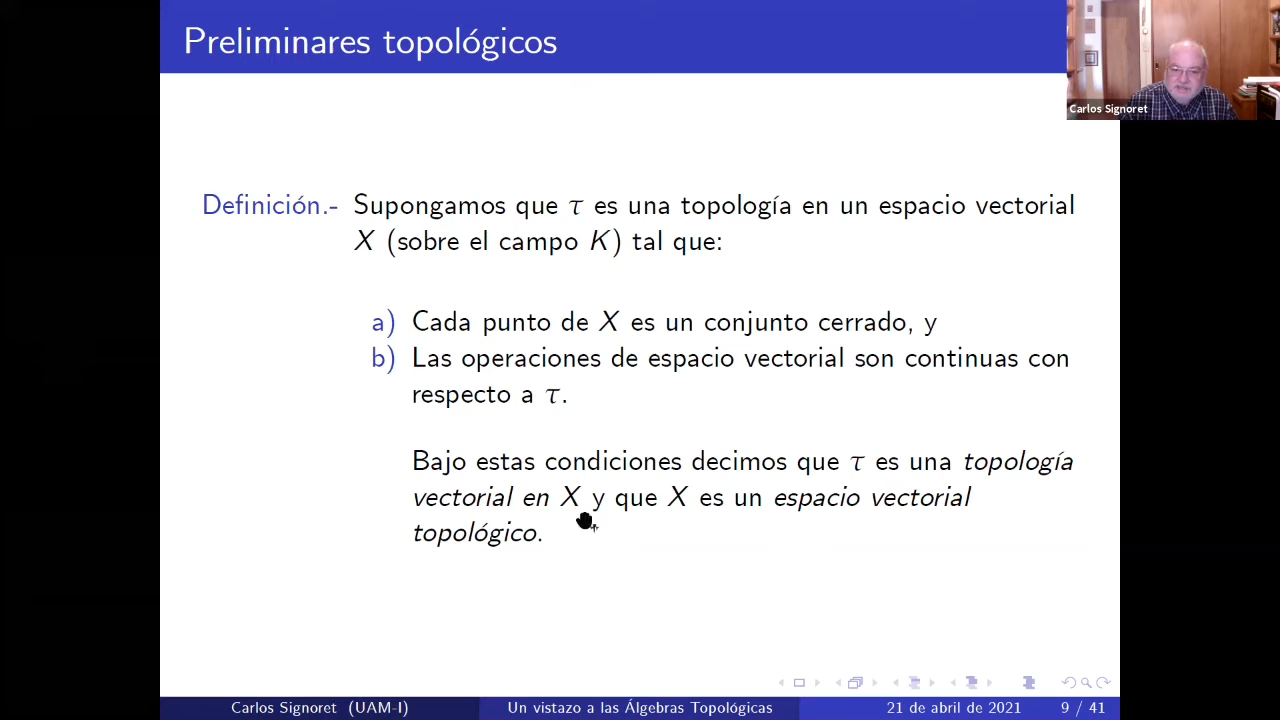 Preliminares topológicos
Carlos Signoret
Definición.- Supongamos que τ es una topología en un espacio vectorial
X (sobre el campo K) tal que:
a) Cada punto de X es un conjunto cerrado, y
b) Las operaciones de espacio vectorial son continuas con
respecto a τ.
Bajo estas condiciones decimos que τ es una topología
vectorial en X y que X es un espacio vectorial
topológico.
Carlos Signoret (UAM-I) Un vistazo a las Álgebras Topológicas 21 de abril de 2021 9 / 41